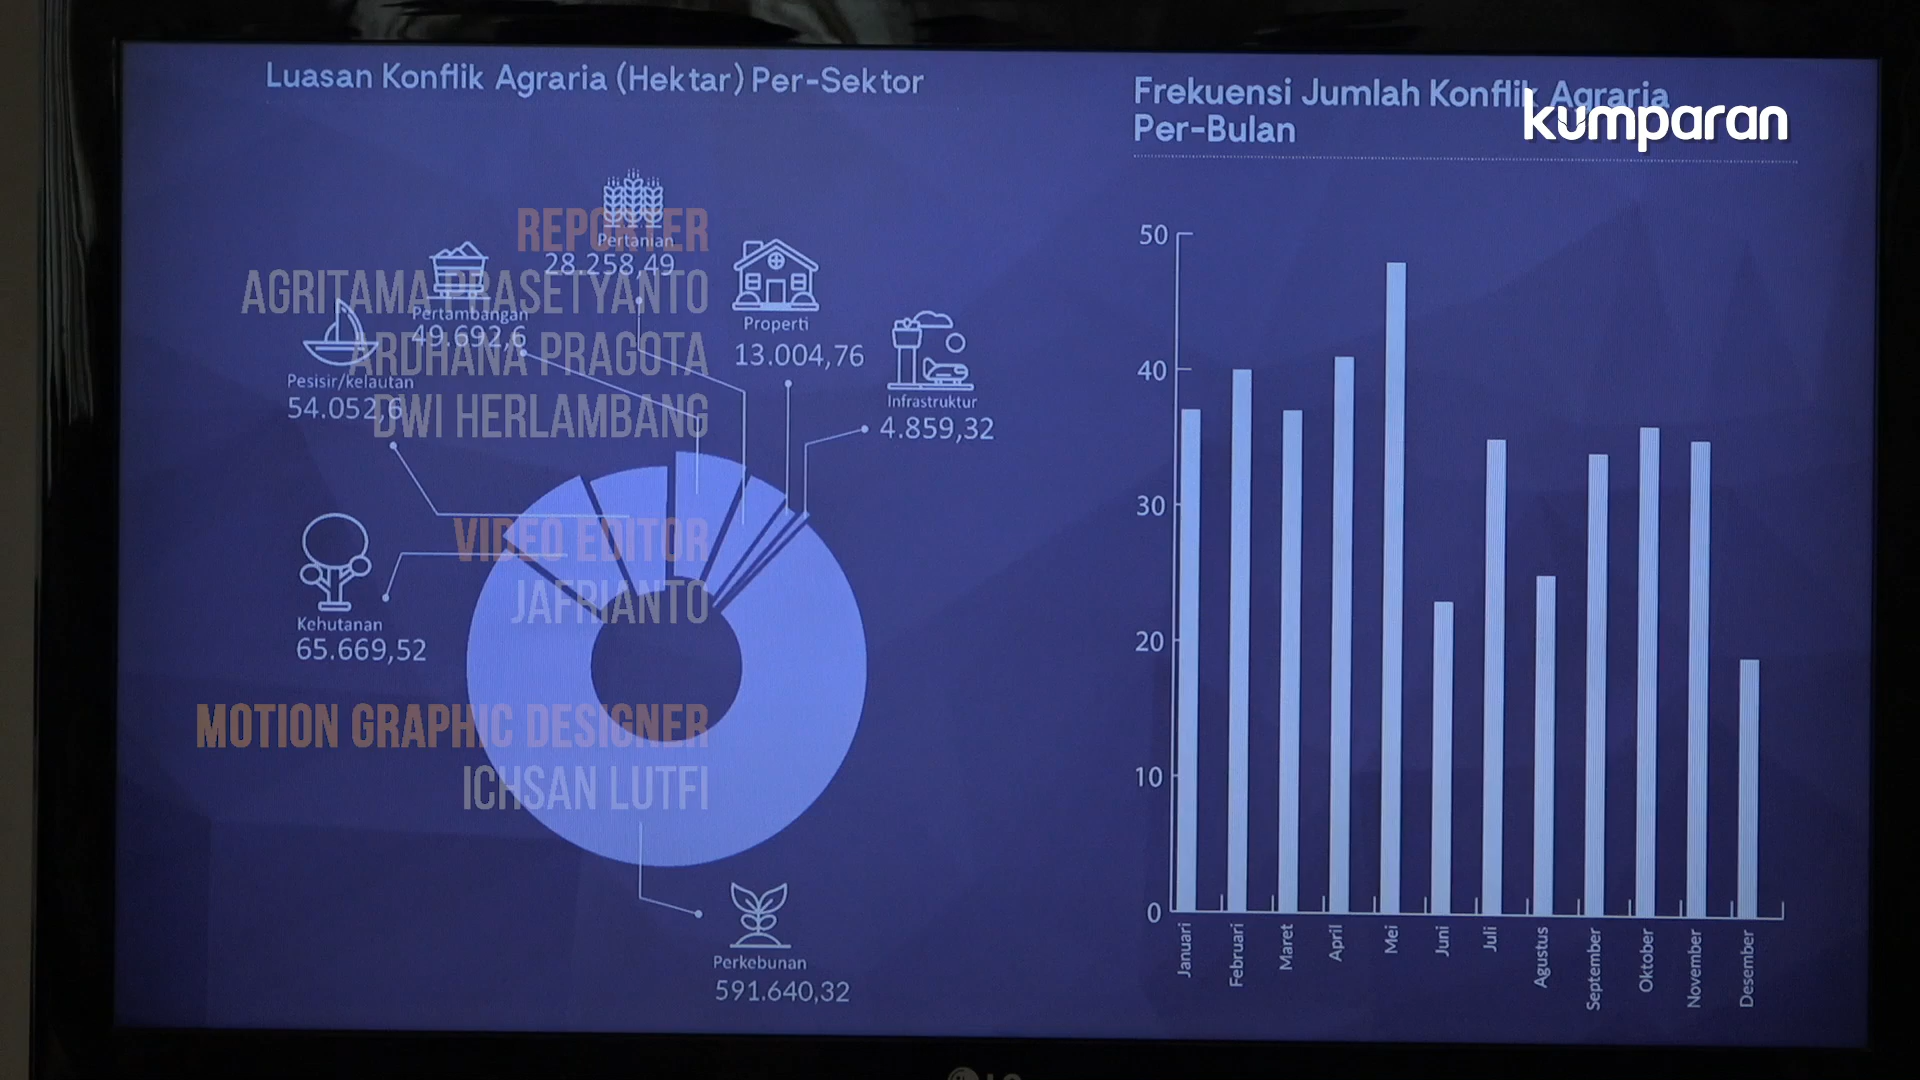 Luasan Konflik Agraria (Hektar) Per-Sektor
Pertanian
28.258,49
Pertambangan
49.692,6
Properti
13.004,76
Pesisir/kelautan
54.052,6
Infrastruktur
4.859,32
Kehutanan
65.669,52
Perkebunan
591.640,32
REPORTER
AGRITAMA PRASETYANTO
ARDHANA PRAGOTA
DWI HERLAMBANG
VIDEO EDITOR
JAFRIANTO
MOTION GRAPHIC DESIGNER
ICHSAN LUTFI
Frekuensi Jumlah Konflik Agraria
Per-Bulan
kumparan
50
40
30
20
10
0
Januari
Februari
Maret
April
Mei
Juni
Juli
Agustus
September
Oktober
November
Desember
LG